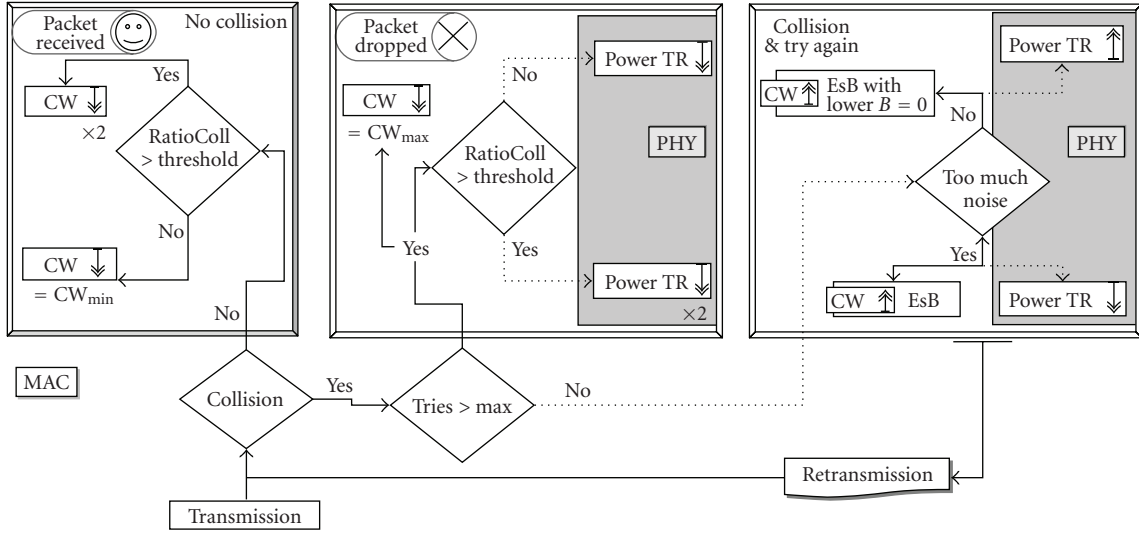 Packet
received
No collision
Yes
CW
×2
RatioColl
> threshold
No
CW
= CWmin
No
Packet
dropped
No
Power TR
CW
= CWmax
PHY
RatioColl
> threshold
Yes
Yes
Power TR
×2
Collision
& try again
Power TR
CW
EsB with
lower B = 0
No
PHY
Too much
noise
Yes
CW
EsB
Power TR
MAC
Collision
Yes
Tries > max
No
Retransmission
Transmission